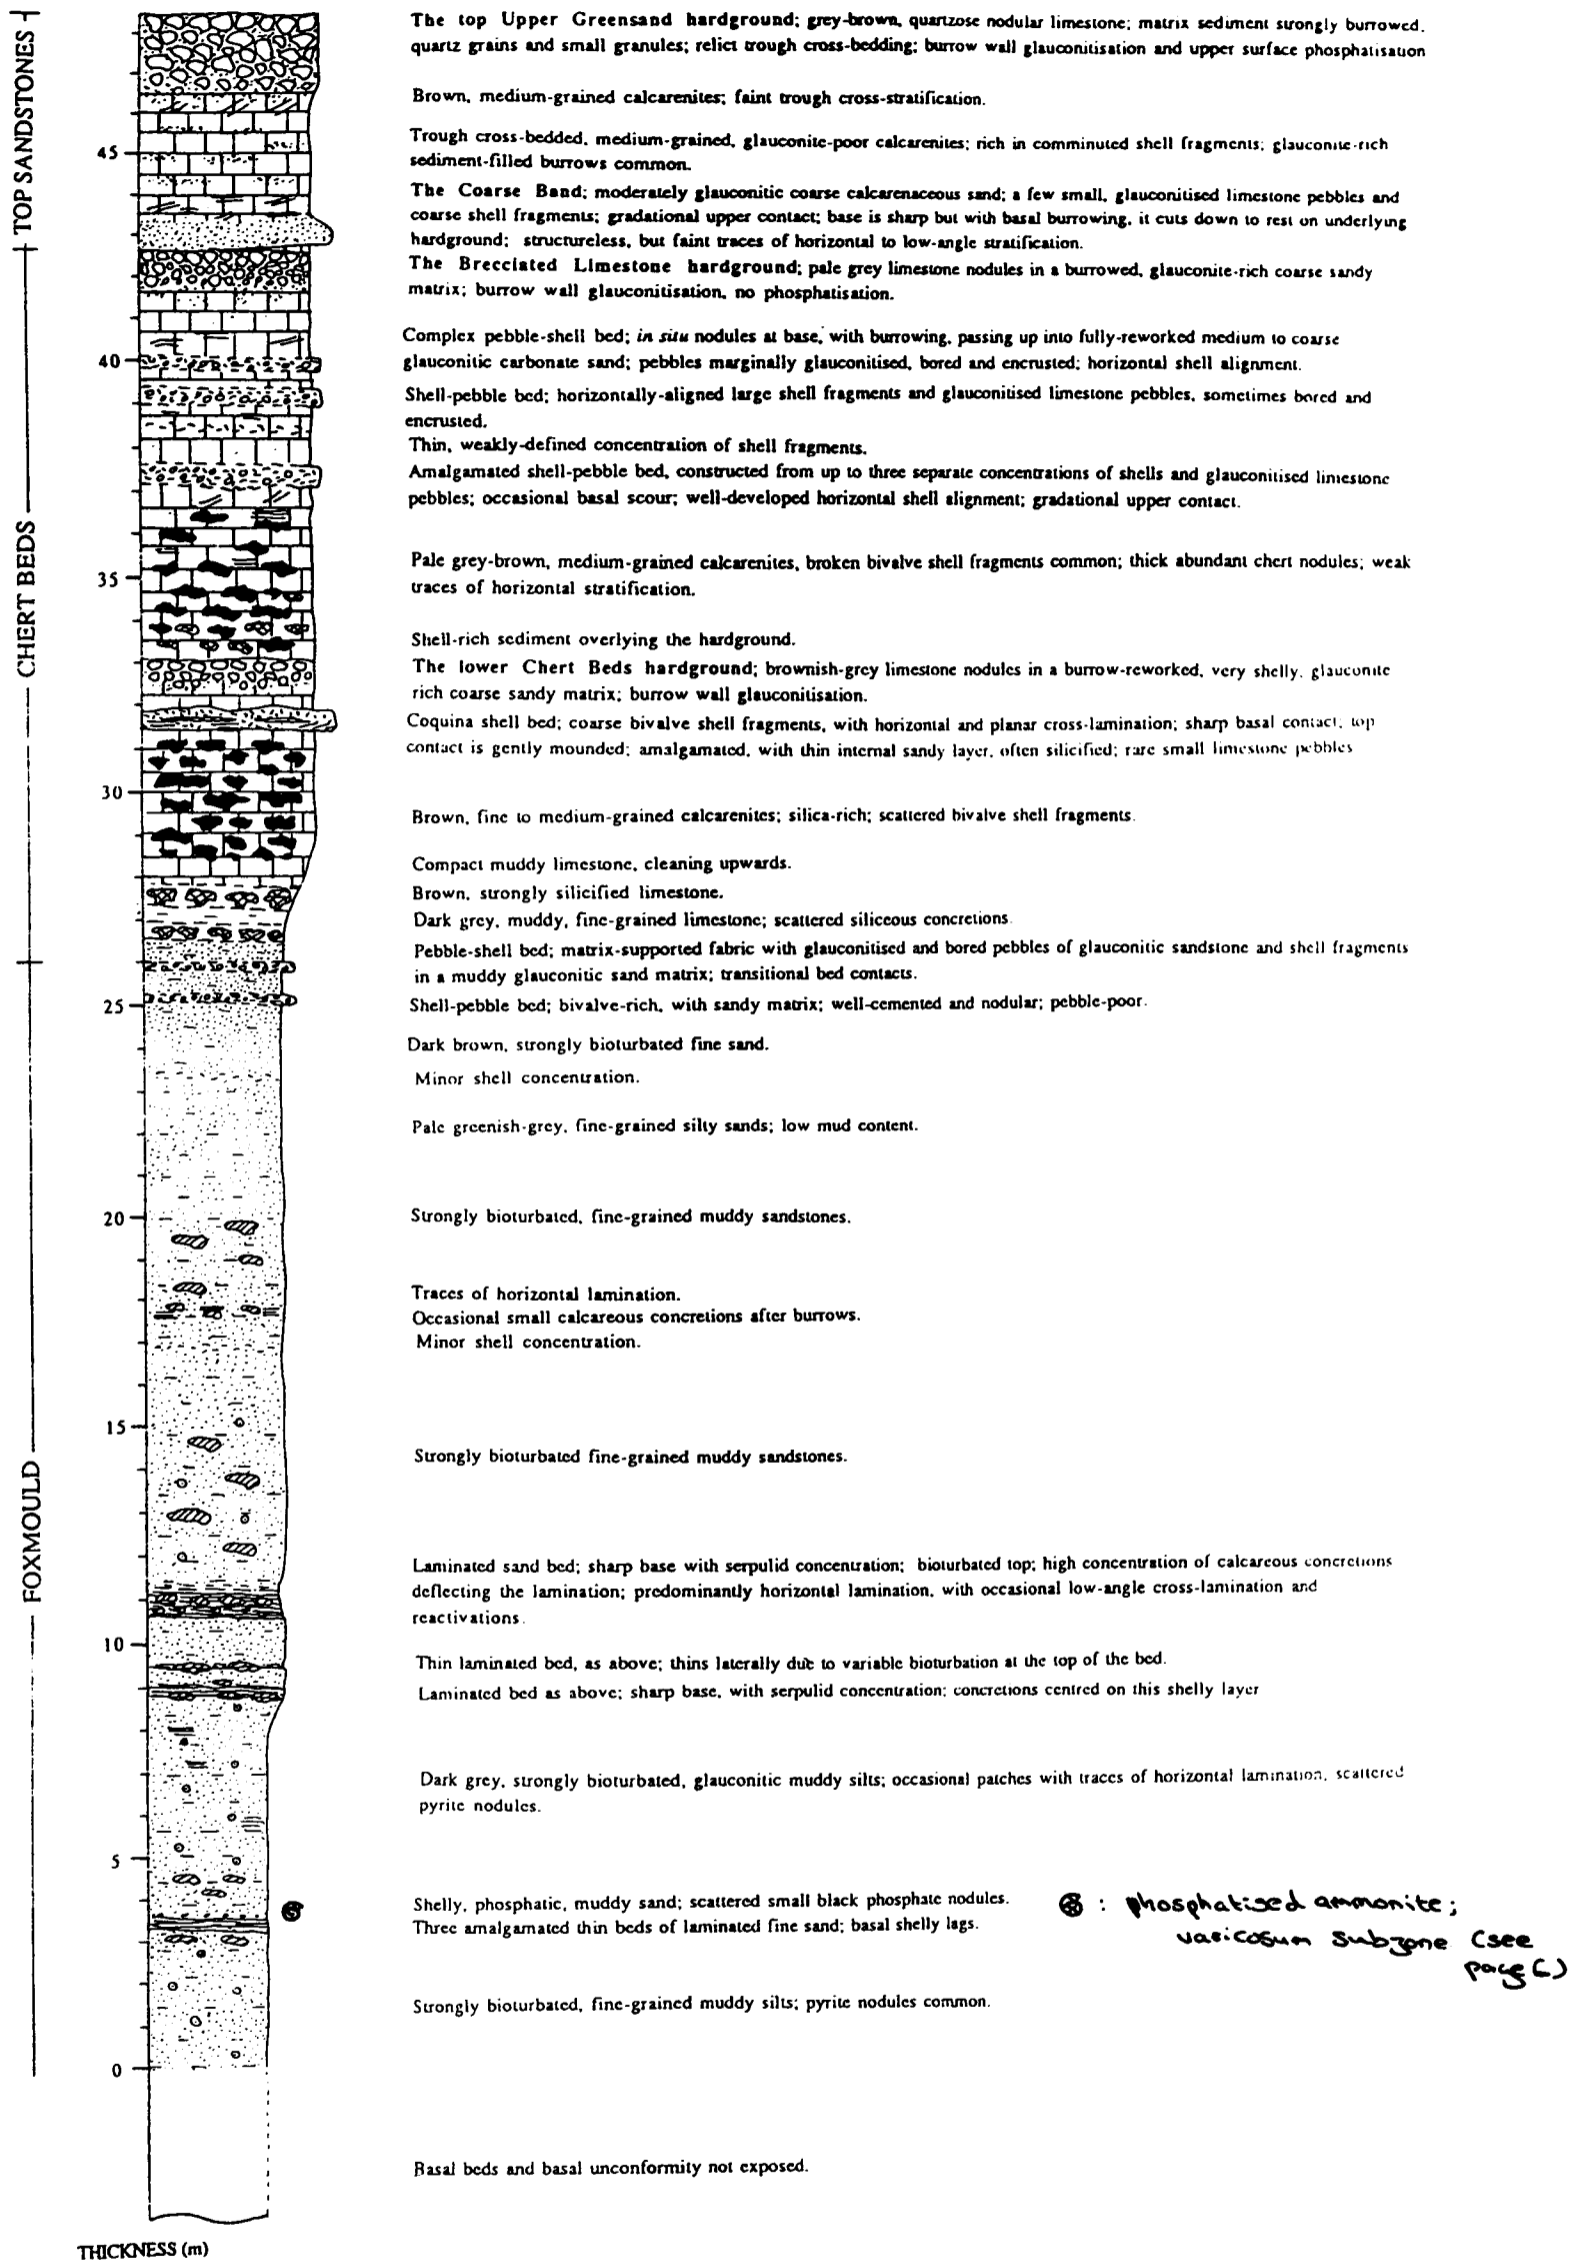 The top Upper Greensand hardground; grey-brown, quartzose nodular limestone; matrix sediment strongly burrowed,
quartz grains and small granules; relict trough cross-bedding; burrow wall glauconitisation and upper surface phosphatisation
Brown, medium-grained calcarenites; faint trough cross-stratification.
Trough cross-bedded, medium-grained, glauconite-poor calcarenites; rich in comminuted shell fragments; glauconite-rich
sediment-filled burrows common.
The Coarse Band; moderately glauconitic coarse calcarenaceous sand; a few small, glauconitised limestone pebbles and
coarse shell fragments; gradational upper contact; base is sharp but with basal burrowing, it cuts down to rest on underlying
hardground; structureless, but faint traces of horizontal to low-angle stratification.
The Brecciated Limestone hardground; pale grey limestone nodules in a burrowed, glauconite-rich coarse sandy
matrix; burrow wall glauconitisation, no phosphatisation.
Complex pebble-shell bed; in situ nodules at base, with burrowing, passing up into fully-reworked medium to coarse
glauconitic carbonate sand; pebbles marginally glauconitised, bored and encrusted; horizontal shell alignment.
Shell-pebble bed; horizontally-aligned large shell fragments and glauconitised limestone pebbles, sometimes bored and
encrusted.
Thin, weakly-defined concentration of shell fragments.
Amalgamated shell-pebble bed, constructed from up to three separate concentrations of shells and glauconitised limestone
pebbles; occasional basal scour; well-developed horizontal shell alignment; gradational upper contact.
Pale grey-brown, medium-grained calcarenites, broken bivalve shell fragments common; thick abundant chert nodules; weak
traces of horizontal stratification.
Shell-rich sediment overlying the hardground.
The lower Chert Beds hardground; brownish-grey limestone nodules in a burrow-reworked, very shelly, glauconite
rich coarse sandy matrix; burrow wall glauconitisation.
Coquina shell bed; coarse bivalve shell fragments, with horizontal and planar cross-lamination; sharp basal contact; top
contact is gently mounded; amalgamated, with thin internal sandy layer, often silicified; rare small limestone pebbles
Brown, fine to medium-grained calcarenites; silica-rich; scattered bivalve shell fragments.
Compact muddy limestone, cleaning upwards.
Brown, strongly silicified limestone.
Dark grey, muddy, fine-grained limestone; scattered siliceous concretions
Pebble-shell bed; matrix-supported fabric with glauconitised and bored pebbles of glauconitic sandstone and shell fragments
in a muddy glauconitic sand matrix; transitional bed contacts.
Shell-pebble bed; bivalve-rich, with sandy matrix; well-cemented and nodular; pebble-poor.
Dark brown, strongly bioturbated fine sand.
Minor shell concentration.
Pale greenish-grey, fine-grained silty sands; low mud content.
Strongly bioturbated, fine-grained muddy sandstones.
Traces of horizontal lamination.
Occasional small calcareous concretions after burrows.
Minor shell concentration.
Strongly bioturbated fine-grained muddy sandstones.
Laminated sand bed; sharp base with serpulid concentration; bioturbated top; high concentration of calcareous concretions
deflecting the lamination; predominantly horizontal lamination, with occasional low-angle cross-lamination and
reactivations.
Thin laminated bed, as above; thins laterally due to variable bioturbation at the top of the bed.
Laminated bed as above; sharp base, with serpulid concentration; concretions centred on this shelly layer
Dark grey, strongly bioturbated, glauconitic muddy silts; occasional patches with traces of horizontal lamination, scattered
pyrite nodules.
Shelly, phosphatic, muddy sand; scattered small black phosphate nodules.
Three amalgamated thin beds of laminated fine sand; basal shelly lags.
: phosphatised ammonite;
varicosum subzone (see
page
Strongly bioturbated, fine-grained muddy silts; pyrite nodules common.
Basal beds and basal unconformity not exposed.
TOP SANDSTONES
CHERT BEDS
FOXMOULD
45
40
35
30
25
20
15
10
5
0
THICKNESS (m)